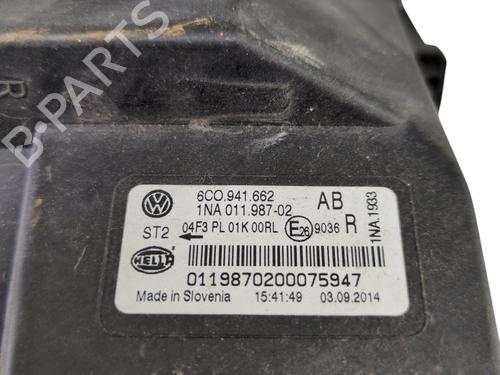 R
6C0.941.662 AB
1NA 011.987-02
1NA.1933
ST2 04F3 PL 01K 00RL E26 9036 R
HELLA
0119870200075947
Made in Slovenia 15:41:49 03.09.2014